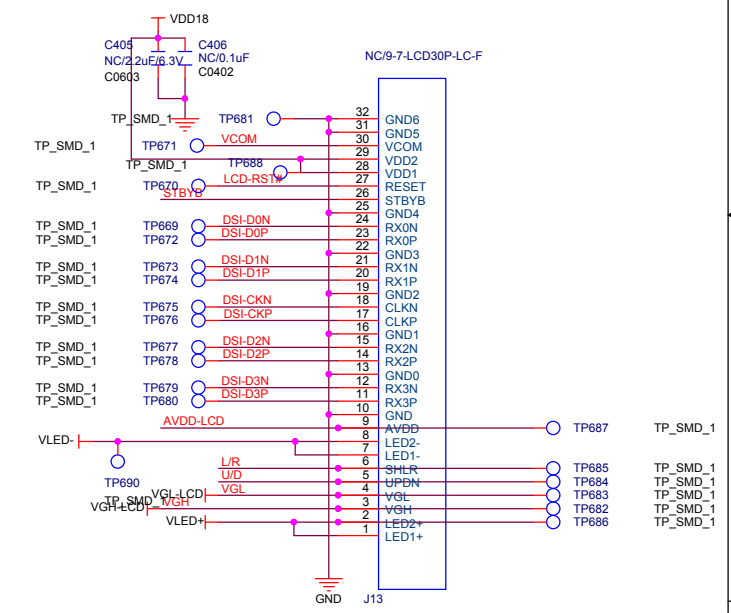 VDD18
C405
NC/2.2uF/6.3V
C0603
C406
NC/0.1uF
C0402
NC/9-7-LCD30P-LC-F
TP_SMD_1 TP681 32 GND6
31 GND5
TP_SMD_1 TP671 VCOM 30 VCOM
29 VDD2
TP_SMD_1 TP688 28 VDD1
TP_SMD_1 TP670 LCD-RST# 27 RESET
STBYB 26 STBYB
25 GND4
TP_SMD_1 TP669 DSI-D0N 24 RX0N
TP_SMD_1 TP672 DSI-D0P 23 RX0P
22 GND3
TP_SMD_1 TP673 DSI-D1N 21 RX1N
TP_SMD_1 TP674 DSI-D1P 20 RX1P
19 GND2
TP_SMD_1 TP675 DSI-CKN 18 CLKN
TP_SMD_1 TP676 DSI-CKP 17 CLKP
16 GND1
TP_SMD_1 TP677 DSI-D2N 15 RX2N
TP_SMD_1 TP678 DSI-D2P 14 RX2P
13 GND0
TP_SMD_1 TP679 DSI-D3N 12 RX3N
TP_SMD_1 TP680 DSI-D3P 11 RX3P
10 GND
AVDD-LCD 9 AVDD TP687 TP_SMD_1
VLED- 8 LED2-
7 LED1-
L/R 6 SHLR TP685 TP_SMD_1
TP690 U/D 5 UPDN TP684 TP_SMD_1
VGL-LCD VGL 4 VGL TP683 TP_SMD_1
TP_SMD_1
VGH-LCD VGH 3 VGH TP682 TP_SMD_1
VLED+ 2 LED2+ TP686 TP_SMD_1
1 LED1+
GND J13